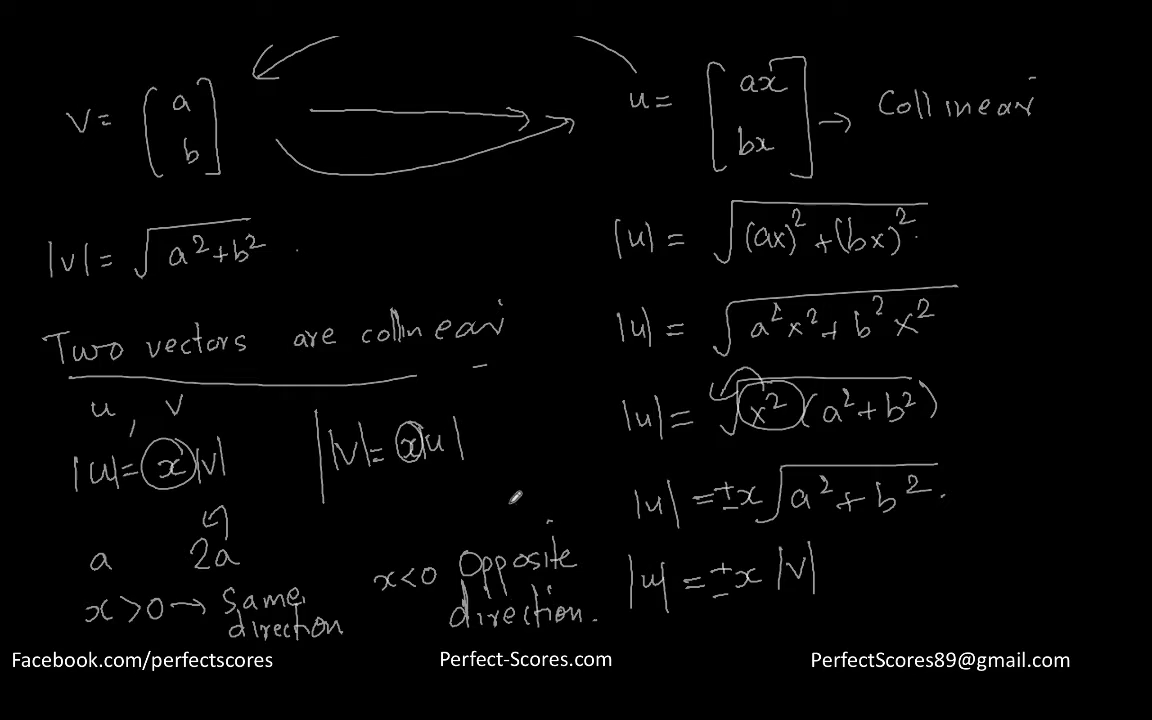 V = [a b]
u = [ax bx] → Collinear
|V| = √(a²+b²)
|u| = √((ax)²+(bx)²)
|u| = √(a²x²+b²x²)
Two vectors are collinear
u, v
|u| = √(x²(a²+b²))
|u| = x|v|
|V| = x|u|
|u| = ±x√(a²+b²).
a 2a
x>0 → Same direction
x<0 Opposite direction.
|u| = ±x |V|
Facebook.com/perfectscores
Perfect-Scores.com
PerfectScores89@gmail.com